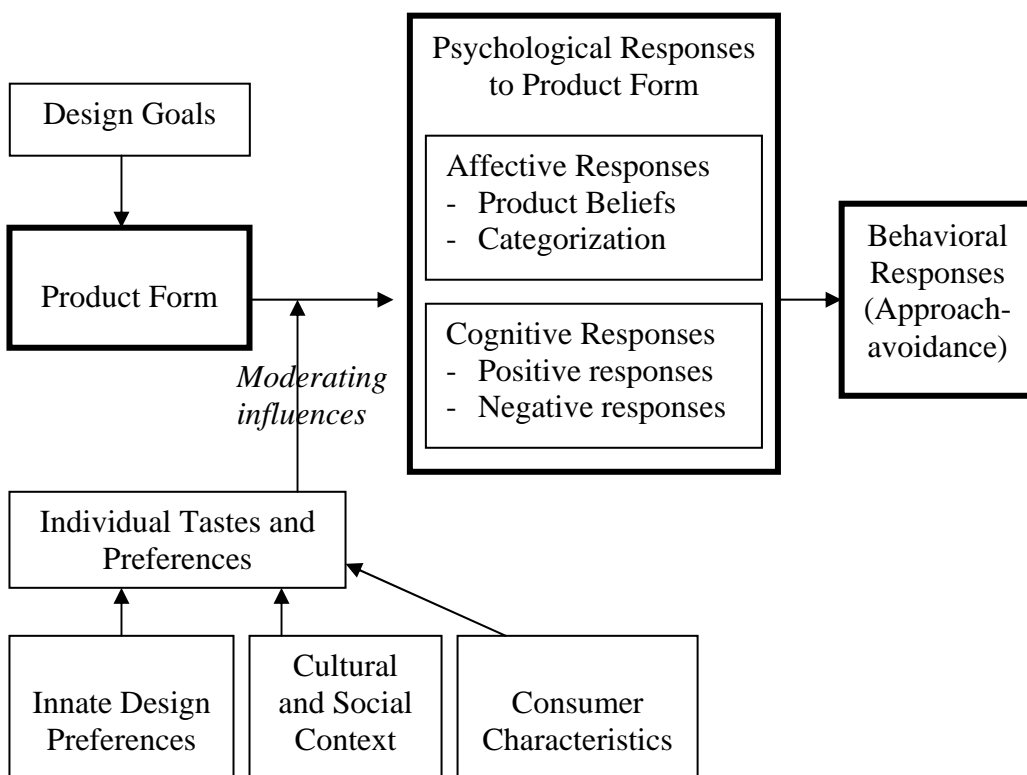 Psychological Responses
to Product Form
Design Goals
Affective Responses
- Product Beliefs
- Categorization
Product Form
Behavioral
Responses
(Approach-
avoidance)
Cognitive Responses
- Positive responses
- Negative responses
Moderating
influences
Individual Tastes and
Preferences
Innate Design
Preferences
Cultural
and Social
Context
Consumer
Characteristics